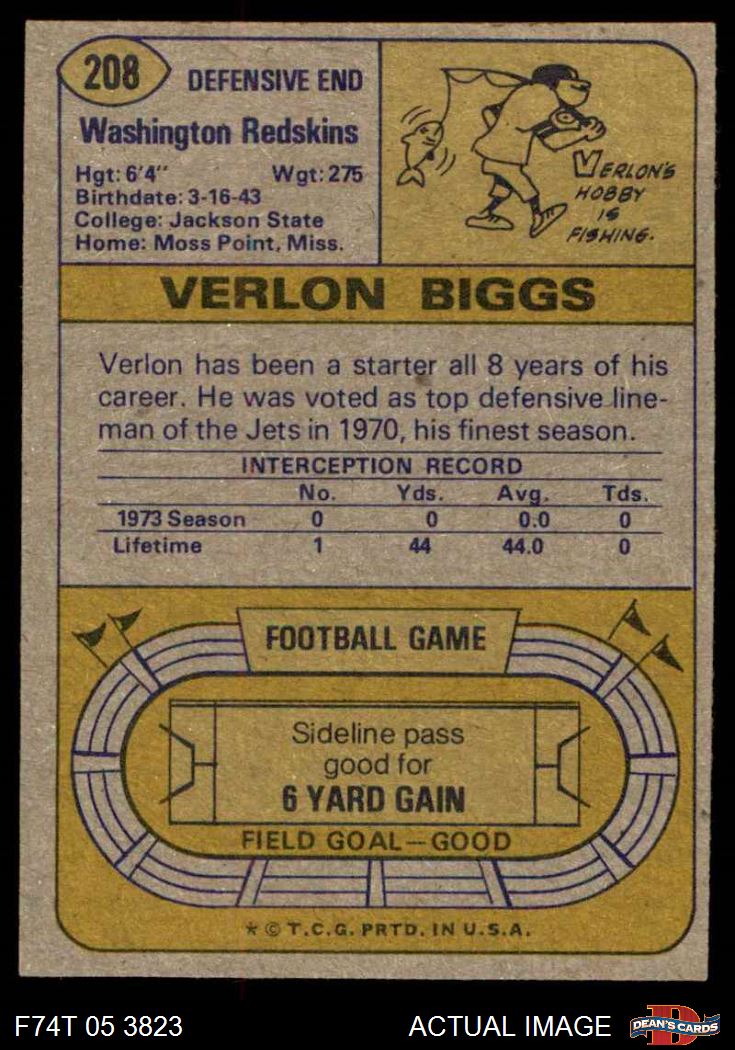 208
DEFENSIVE END
Washington Redskins
Hgt: 6'4" Wgt: 275
Birthdate: 3-16-43
College: Jackson State
Home: Moss Point, Miss.
VERLON'S
HOBBY
IS
FISHING.
VERLON BIGGS
Verlon has been a starter all 8 years of his
career. He was voted as top defensive line-
man of the Jets in 1970, his finest season.
INTERCEPTION RECORD
No. Yds. Avg. Tds.
1973 Season 0 0 0.0 0
Lifetime 1 44 44.0 0
FOOTBALL GAME
Sideline pass
good for
6 YARD GAIN
FIELD GOAL—GOOD
* © T.C.G. PRTD. IN U.S.A.
F74T 05 3823 ACTUAL IMAGE
DEAN'S CARDS